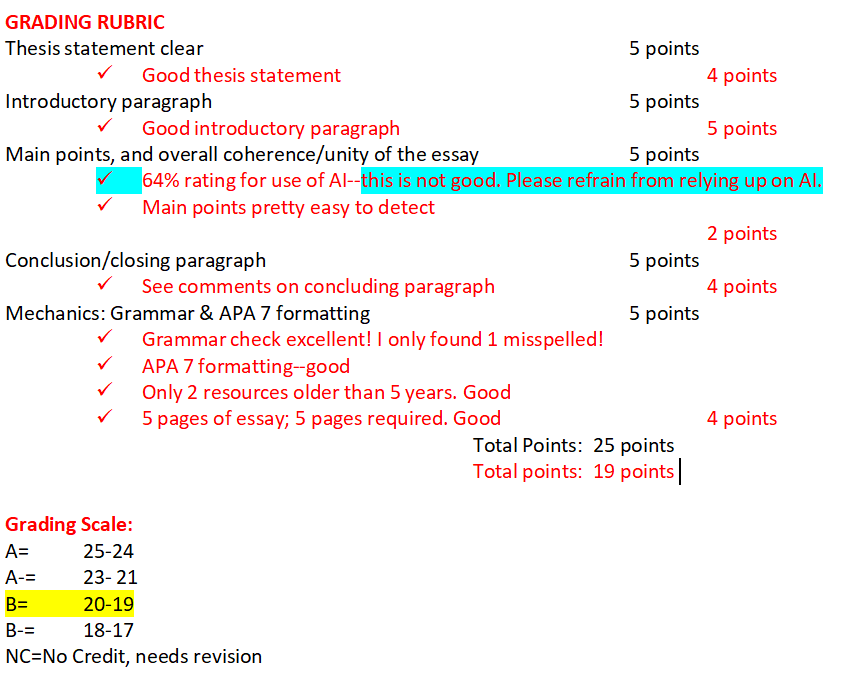 GRADING RUBRIC
Thesis statement clear 5 points
✓ Good thesis statement 4 points
Introductory paragraph 5 points
✓ Good introductory paragraph 5 points
Main points, and overall coherence/unity of the essay 5 points
✓ 64% rating for use of AI--this is not good. Please refrain from relying up on AI.
✓ Main points pretty easy to detect
2 points
Conclusion/closing paragraph 5 points
✓ See comments on concluding paragraph 4 points
Mechanics: Grammar & APA 7 formatting 5 points
✓ Grammar check excellent! I only found 1 misspelled!
✓ APA 7 formatting--good
✓ Only 2 resources older than 5 years. Good
✓ 5 pages of essay; 5 pages required. Good 4 points
Total Points: 25 points
Total points: 19 points
Grading Scale:
A= 25-24
A-= 23- 21
B= 20-19
B-= 18-17
NC=No Credit, needs revision